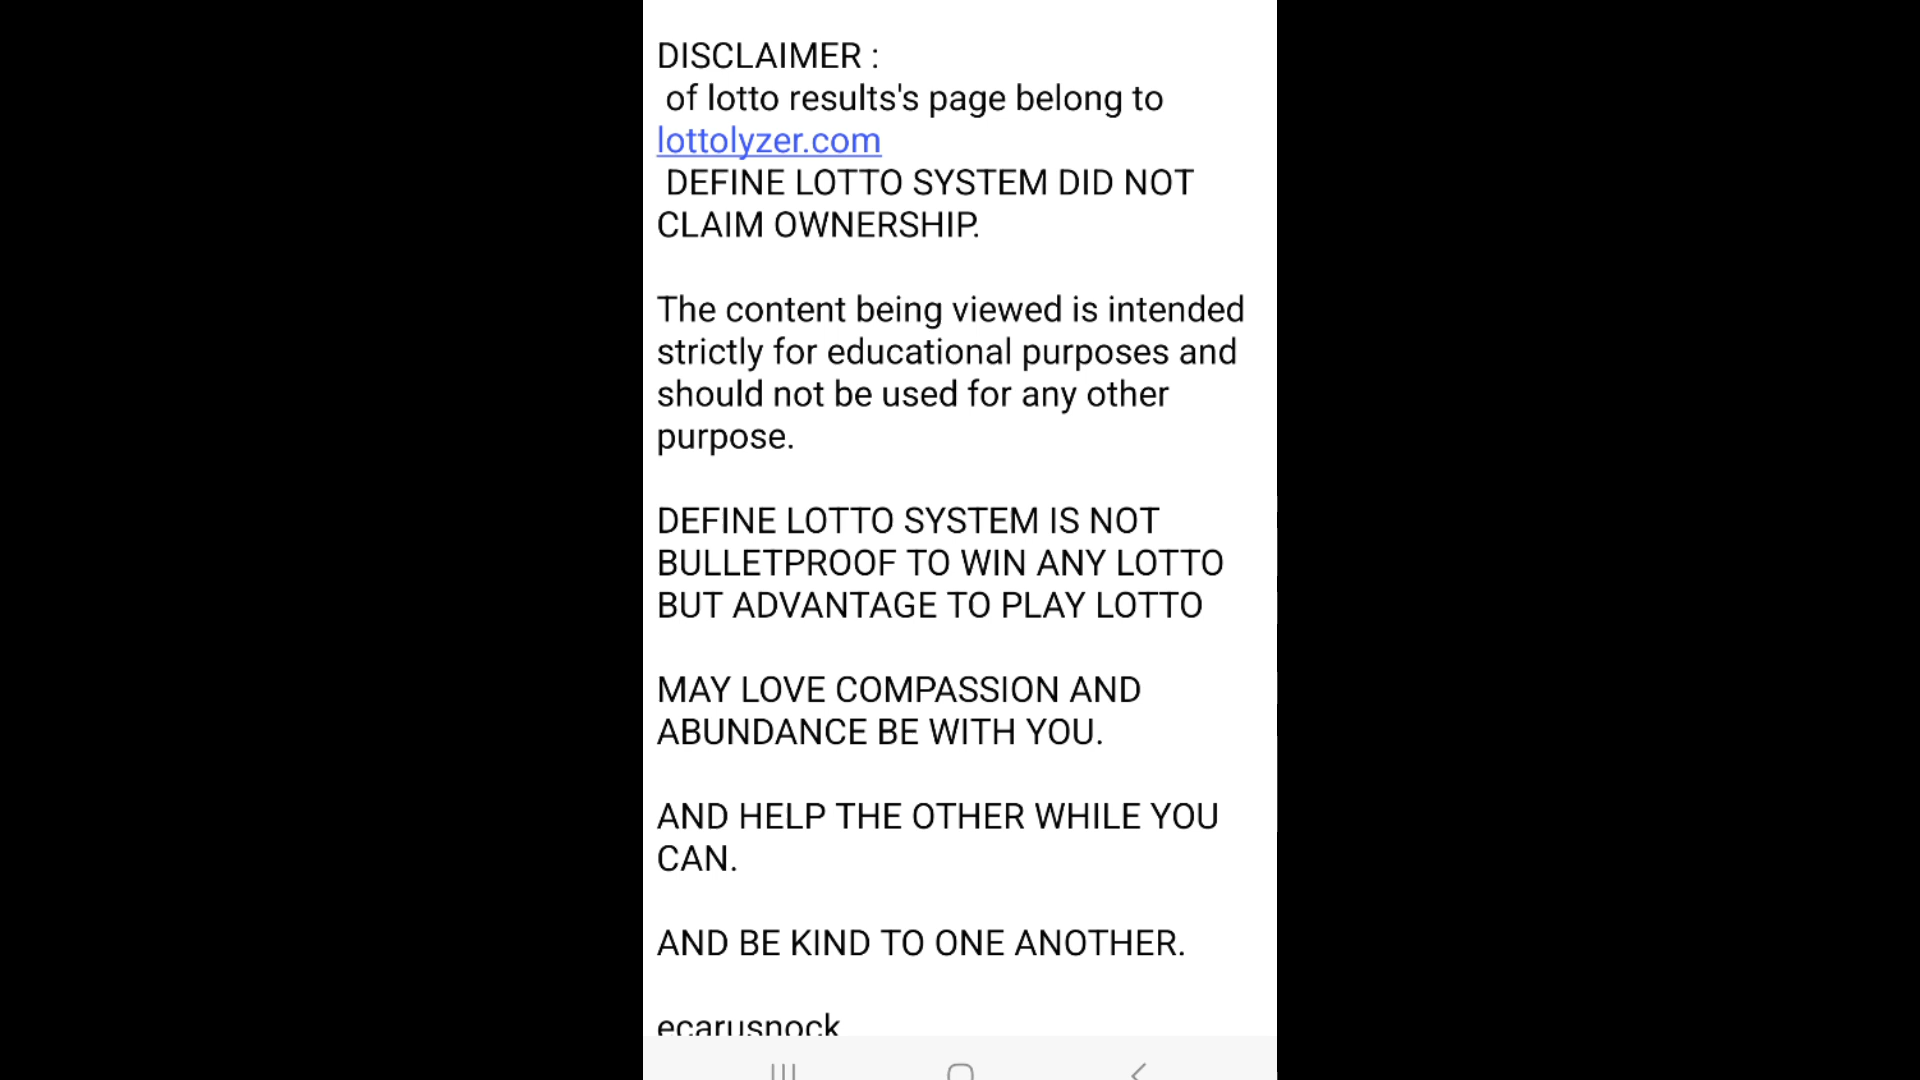 DISCLAIMER :
of lotto results's page belong to
lottolyzer.com
DEFINE LOTTO SYSTEM DID NOT
CLAIM OWNERSHIP.
The content being viewed is intended
strictly for educational purposes and
should not be used for any other
purpose.
DEFINE LOTTO SYSTEM IS NOT
BULLETPROOF TO WIN ANY LOTTO
BUT ADVANTAGE TO PLAY LOTTO
MAY LOVE COMPASSION AND
ABUNDANCE BE WITH YOU.
AND HELP THE OTHER WHILE YOU
CAN.
AND BE KIND TO ONE ANOTHER.
ecarusnock